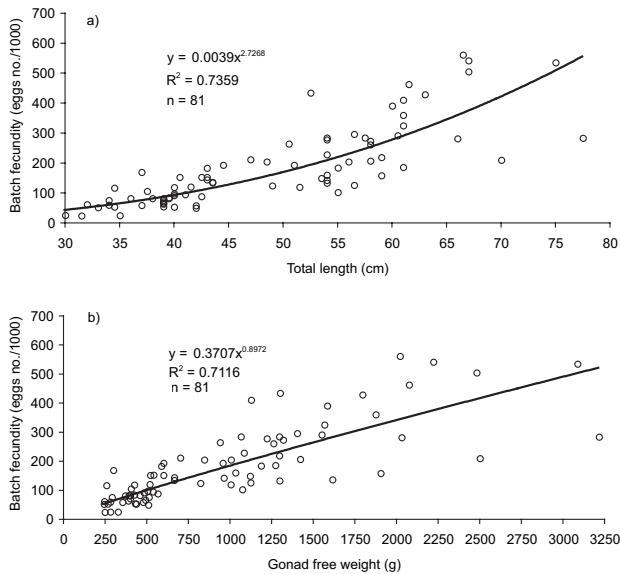 a)
y = 0.0039x^2.7268
R² = 0.7359
n = 81
Batch fecundity (eggs no./1000)
700
600
500
400
300
200
100
0
30 35 40 45 50 55 60 65 70 75 80
Total length (cm)
b)
y = 0.3707x^0.8972
R² = 0.7116
n = 81
Batch fecundity (eggs no./1000)
700
600
500
400
300
200
100
0
0 250 500 750 1000 1250 1500 1750 2000 2250 2500 2750 3000 3250
Gonad free weight (g)